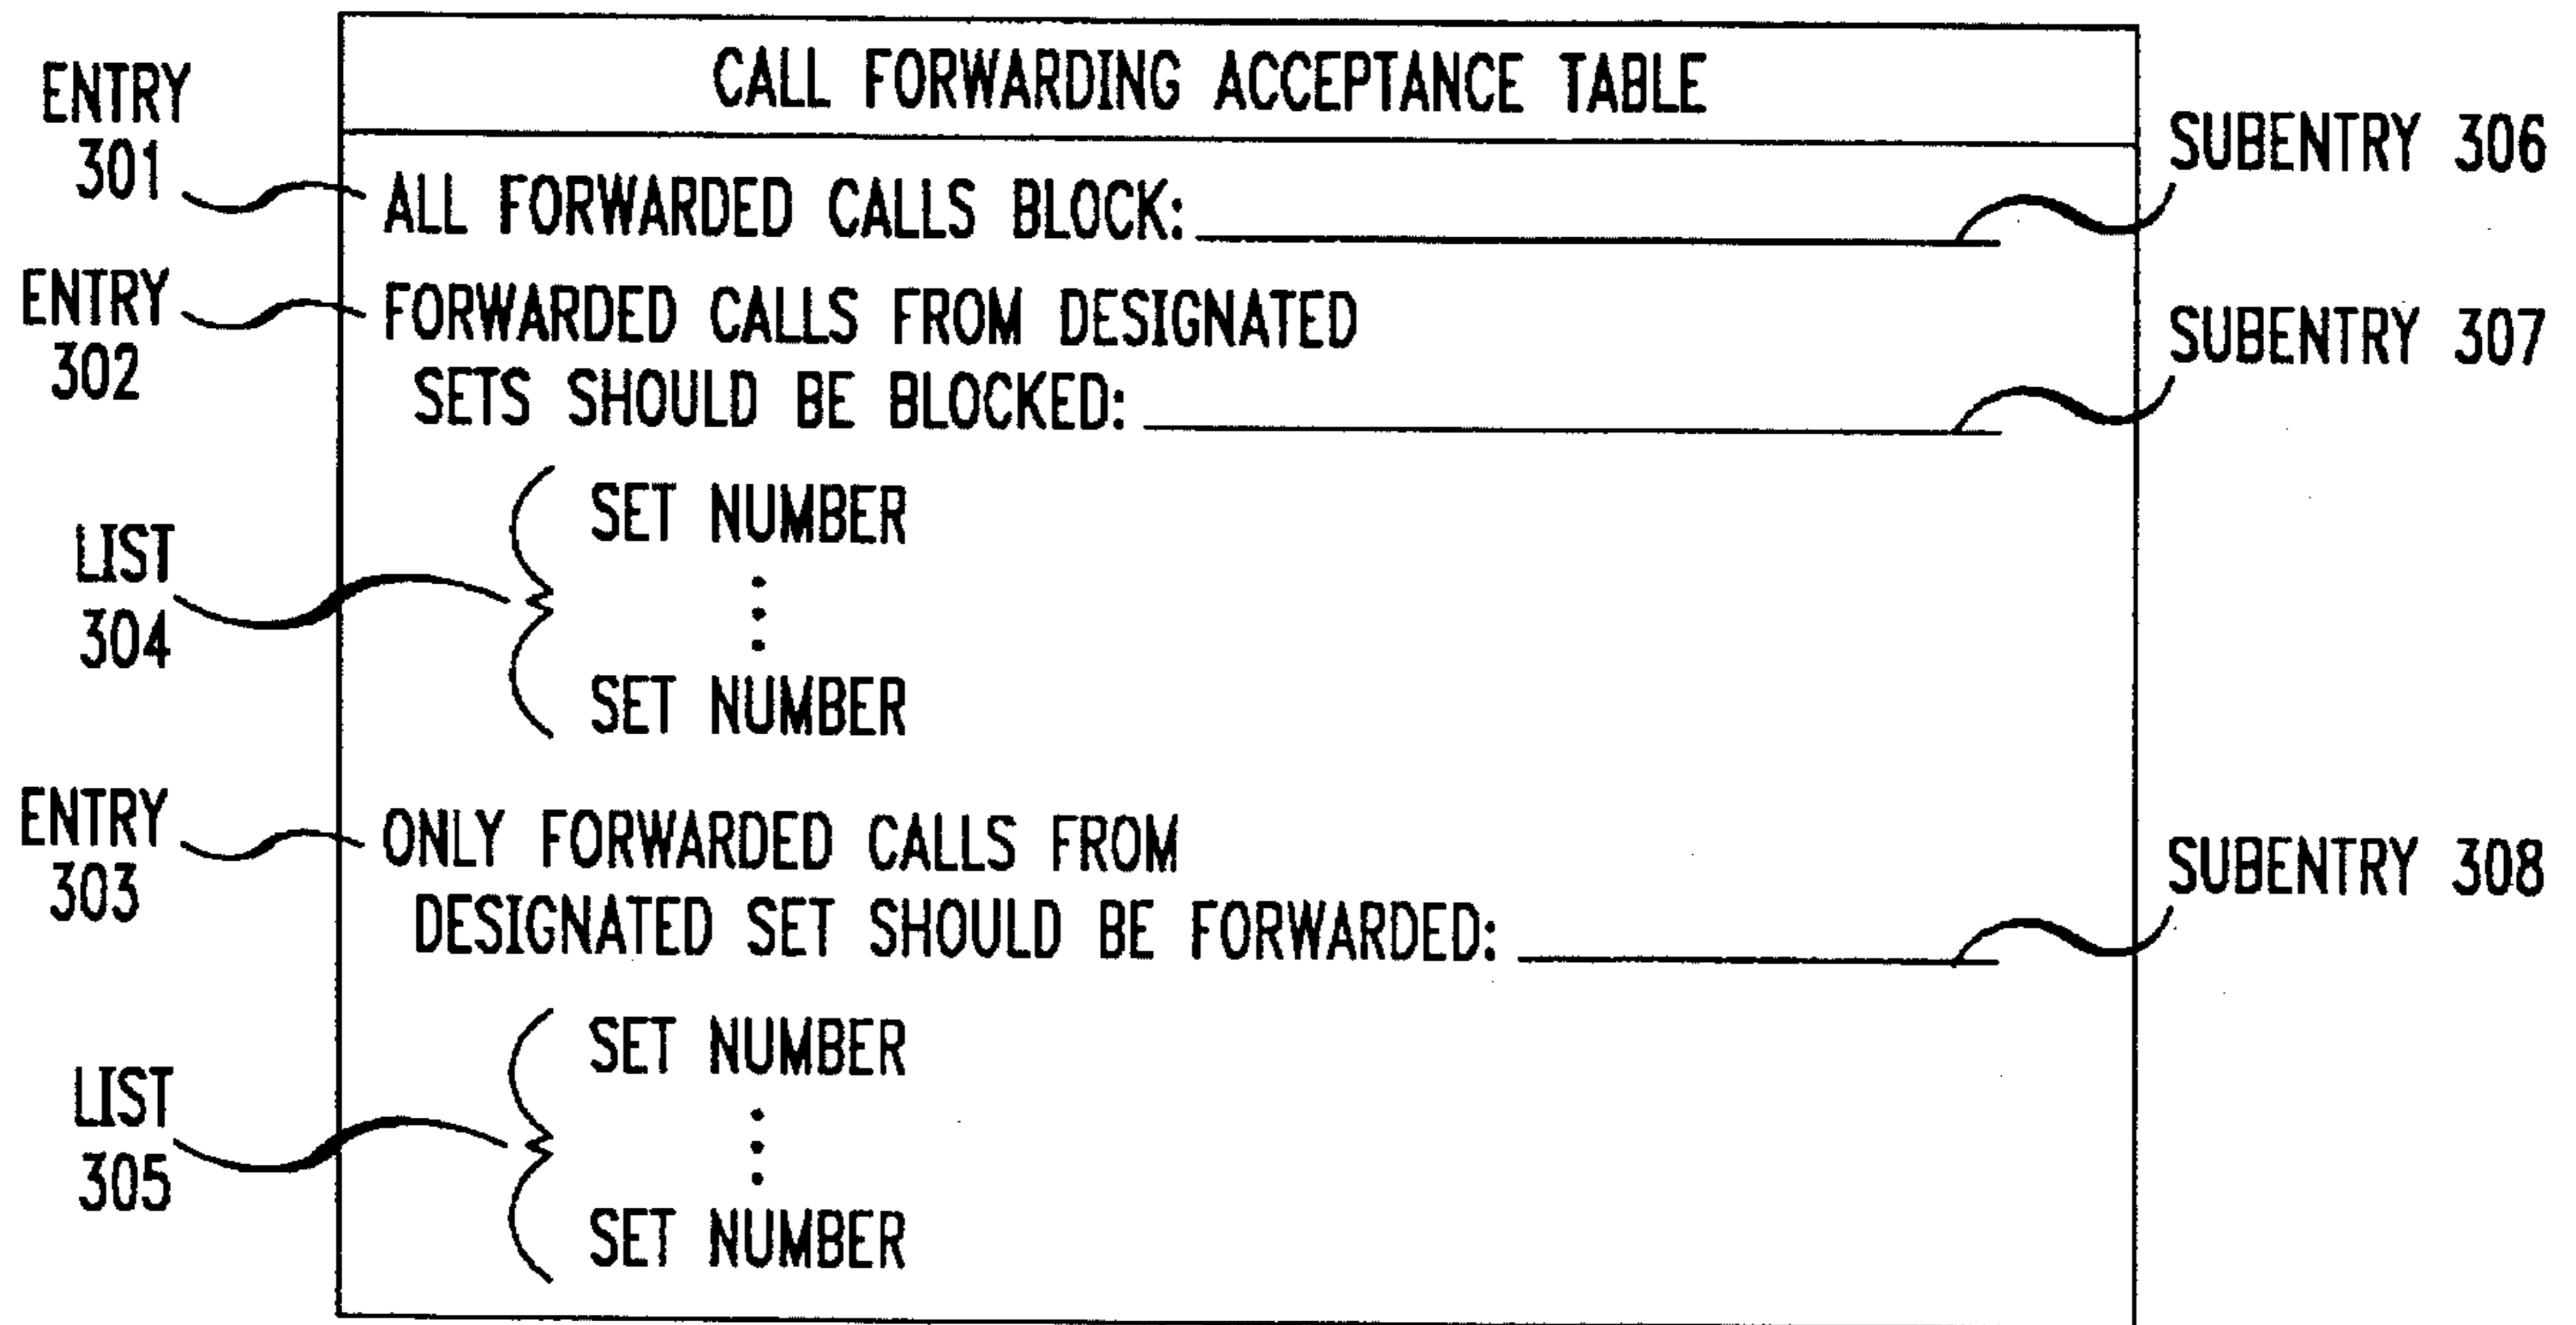 CALL FORWARDING ACCEPTANCE TABLE
ENTRY
301
ALL FORWARDED CALLS BLOCK:
SUBENTRY 306
ENTRY
302
FORWARDED CALLS FROM DESIGNATED
SETS SHOULD BE BLOCKED:
SUBENTRY 307
LIST
304
SET NUMBER
SET NUMBER
ENTRY
303
ONLY FORWARDED CALLS FROM
DESIGNATED SET SHOULD BE FORWARDED:
SUBENTRY 308
LIST
305
SET NUMBER
SET NUMBER